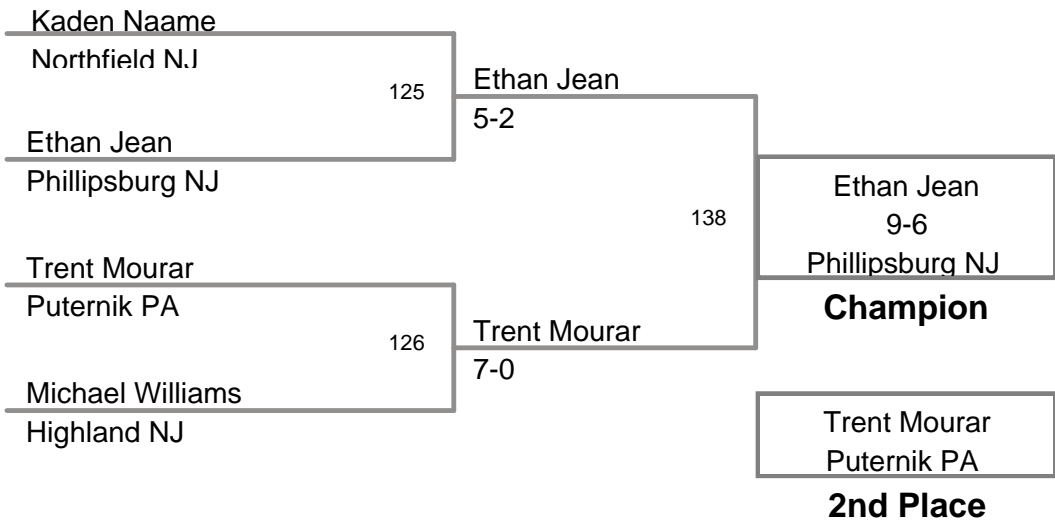 Kaden Naame
Northfield NJ
125
Ethan Jean
5-2
Ethan Jean
Phillipsburg NJ
138
Ethan Jean
9-6
Phillipsburg NJ
Champion
Trent Mourar
Puternik PA
126
Trent Mourar
7-0
Michael Williams
Highland NJ
Trent Mourar
Puternik PA
2nd Place